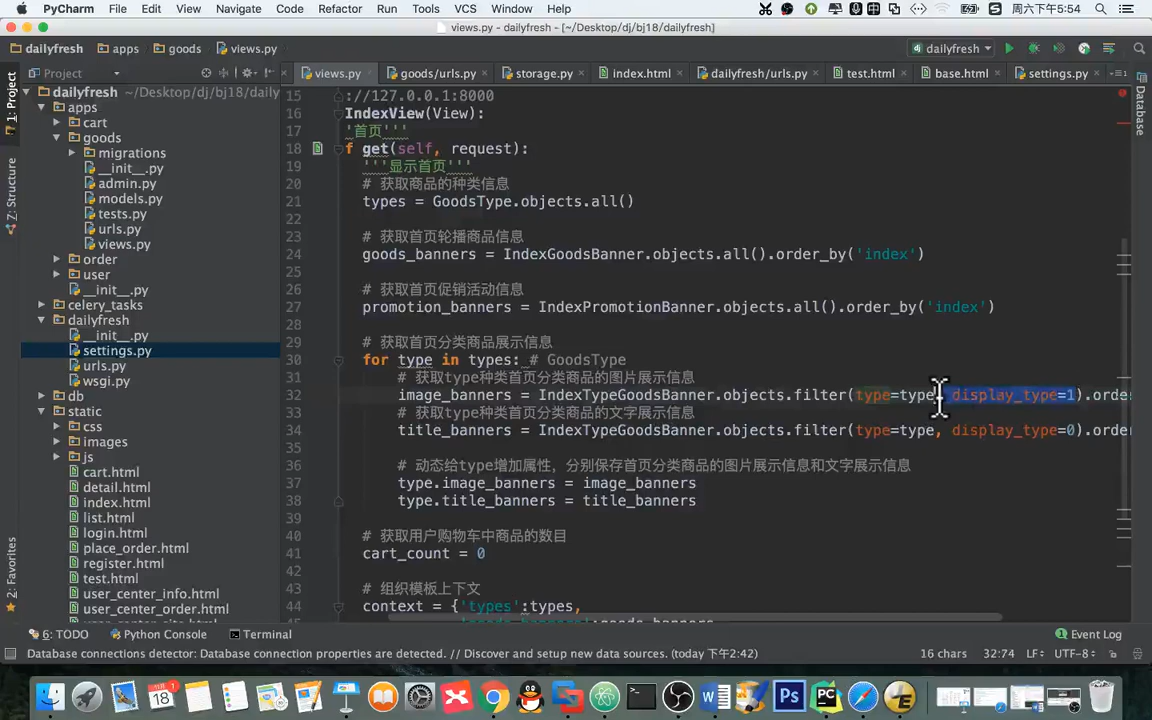 PyCharm File Edit View Navigate Code Refactor Run Tools VCS Window Help 周六下午5:54
views.py - dailyfresh - [~/Desktop/dj/bj18/dailyfresh]
dailyfresh apps goods views.py dailyfresh
Project views.py goods/urls.py storage.py index.html dailyfresh/urls.py test.html base.html settings.py
1: Project
Z: Structure
2: Favorites
Database
dailyfresh ~/Desktop/dj/bj18/daily
apps
cart
goods
migrations
__init__.py
admin.py
models.py
tests.py
urls.py
views.py
order
user
__init__.py
celery_tasks
dailyfresh
__init__.py
settings.py
urls.py
wsgi.py
db
static
css
images
js
cart.html
detail.html
index.html
list.html
login.html
place_order.html
register.html
test.html
user_center_info.html
user_center_order.html
15 ://127.0.0.1:8000
16 IndexView(View):
17 '首页'''
18 f get(self, request):
19 '''显示首页'''
20 # 获取商品的种类信息
21 types = GoodsType.objects.all()
22
23 # 获取首页轮播商品信息
24 goods_banners = IndexGoodsBanner.objects.all().order_by('index')
25
26 # 获取首页促销活动信息
27 promotion_banners = IndexPromotionBanner.objects.all().order_by('index')
28
29 # 获取首页分类商品展示信息
30 for type in types: # GoodsType
31 # 获取type种类首页分类商品的图片展示信息
32 image_banners = IndexTypeGoodsBanner.objects.filter(type=type, display_type=1).orde
33 # 获取type种类首页分类商品的文字展示信息
34 title_banners = IndexTypeGoodsBanner.objects.filter(type=type, display_type=0).orde
35
36 # 动态给type增加属性，分别保存首页分类商品的图片展示信息和文字展示信息
37 type.image_banners = image_banners
38 type.title_banners = title_banners
39
40 # 获取用户购物车中商品的数目
41 cart_count = 0
42
43 # 组织模板上下文
44 context = {'types':types,
6: TODO Python Console Terminal Event Log
Database connections detector: Database connection properties are detected. // Discover and setup new data sources. (today 下午2:42) 16 chars 32:74 LF UTF-8